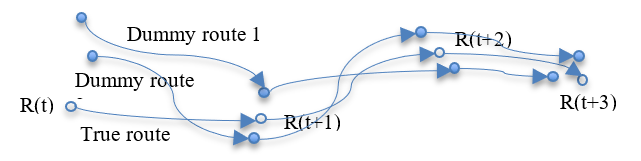 Dummy route 1
R(t+2)
Dummy route
R(t)
R(t+3)
R(t+1)
True route